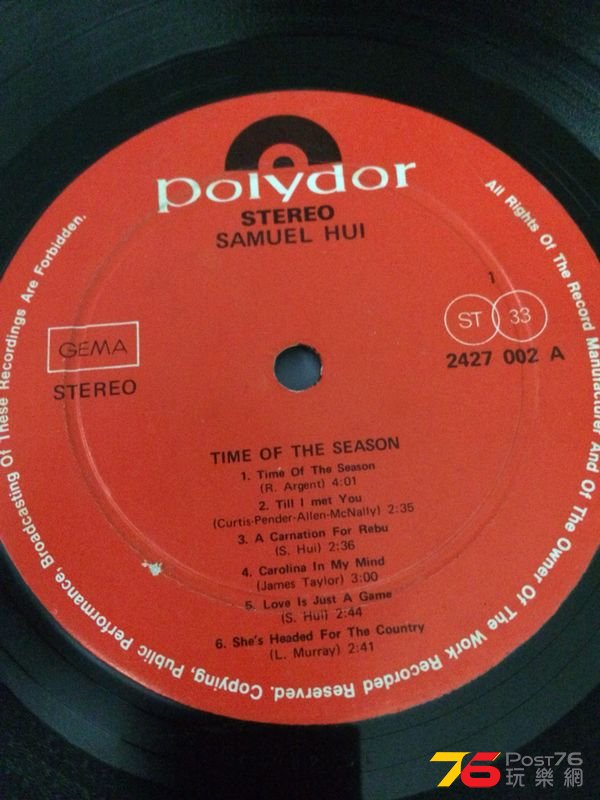 polydor
STEREO
SAMUEL HUI
1
ST 33
2427 002 A
GEMA
STEREO
TIME OF THE SEASON
1. Time Of The Season
(R. Argent) 4:01
2. Till I met You
(Curtis-Pender-Allen-McNally) 2:35
3. A Carnation For Rebu
(S. Hui) 2:36
4. Carolina In My Mind
(James Taylor) 3:00
5. Love Is Just A Game
(S. Hui) 2:44
6. She's Headed For The Country
(L. Murray) 2:41
All Rights Of The Record Manufacturer And Of The Owner Of The Work Recorded Reserved. Copying, Public Performance, Broadcasting Of These Recordings Are Forbidden.
76 POST76
玩樂網